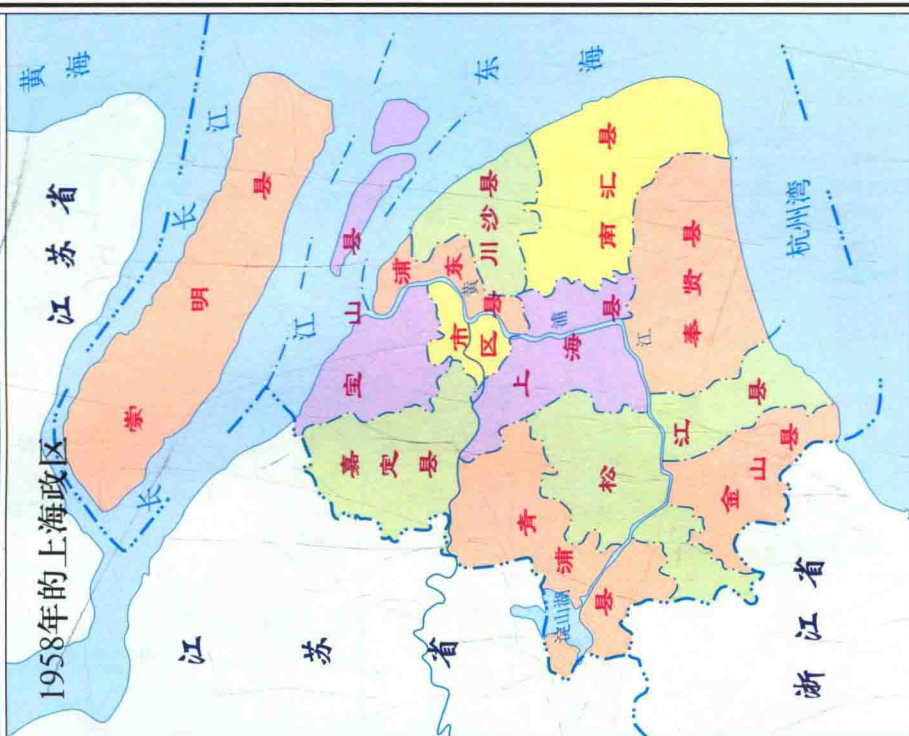 1958年的上海政区
黄海
东海
江苏省
长江
崇明县
长江
宝山县
浦东县
川沙县
南汇县
市区
嘉定县
上海县
黄浦江
奉贤县
杭州湾
青浦县
松江县
金山县
淀山湖
江苏省
浙江省